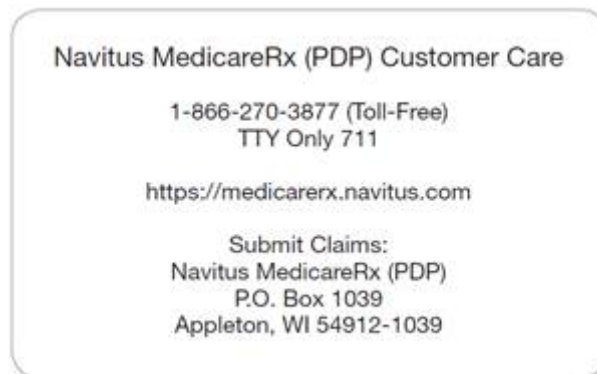 Navitus MedicareRx (PDP) Customer Care
1-866-270-3877 (Toll-Free)
TTY Only 711
https://medicarerx.navitus.com
Submit Claims:
Navitus MedicareRx (PDP)
P.O. Box 1039
Appleton, WI 54912-1039